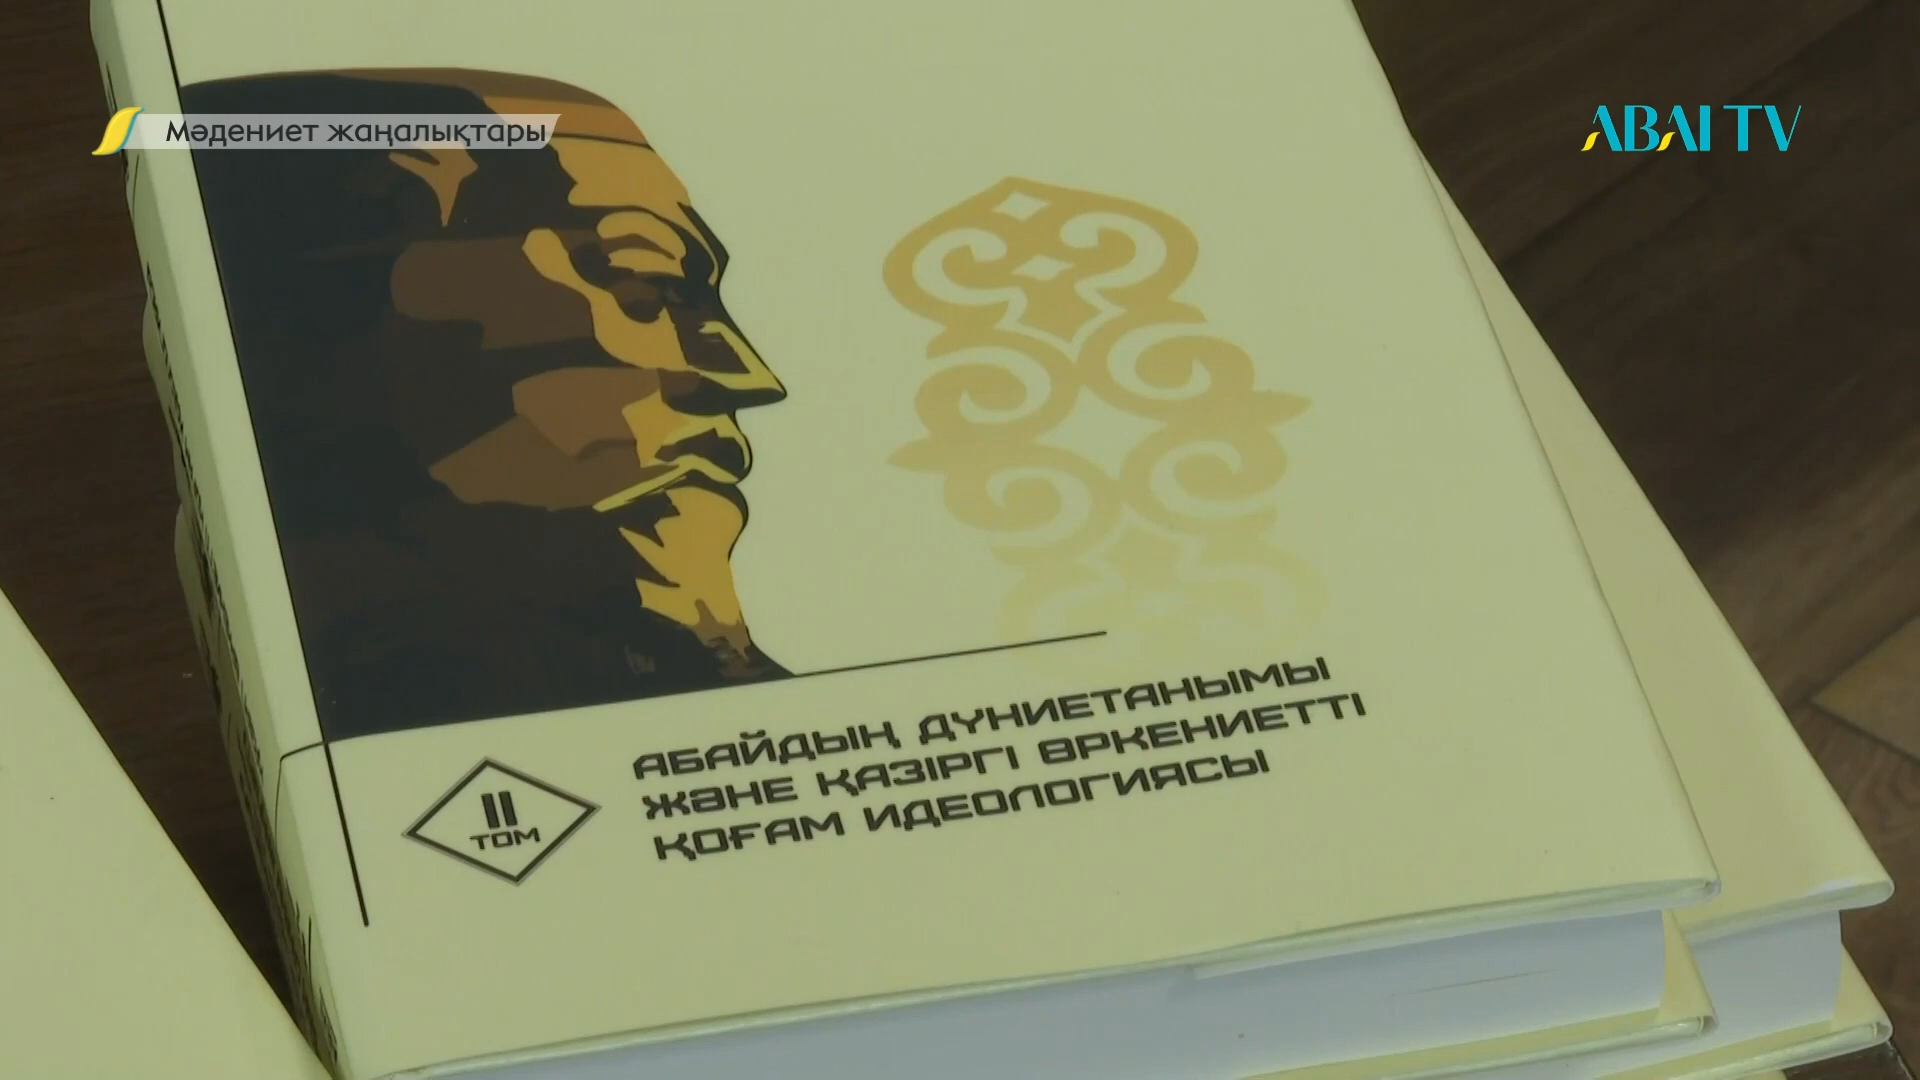 Мәдениет жаңалықтары
ABAI TV
АБАЙДЫҢ ДҮНИЕТАНЫМЫ
ЖӘНЕ ҚАЗІРГІ ӨРКЕНИЕТТІ
ҚОҒАМ ИДЕОЛОГИЯСЫ
II
ТОМ